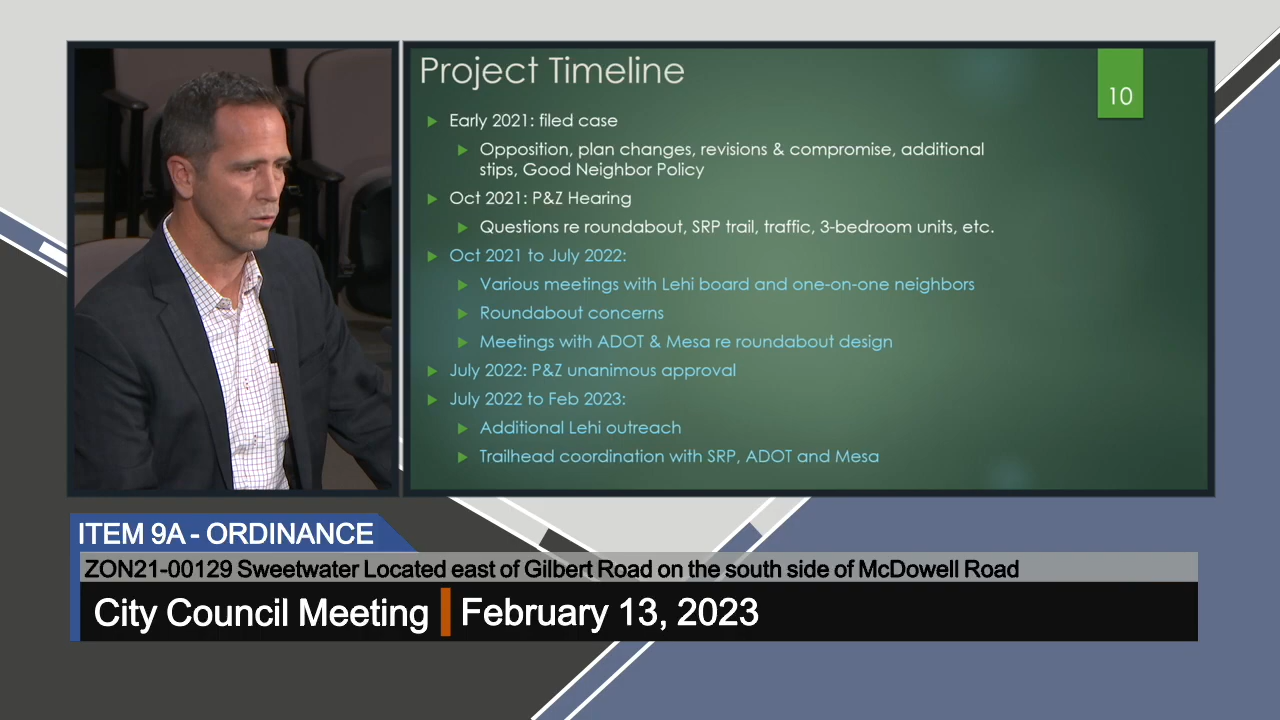 Project Timeline
10
Early 2021: filed case
Opposition, plan changes, revisions & compromise, additional
stips, Good Neighbor Policy
Oct 2021: P&Z Hearing
Questions re roundabout, SRP trail, traffic, 3-bedroom units, etc.
Oct 2021 to July 2022:
Various meetings with Lehi board and one-on-one neighbors
Roundabout concerns
Meetings with ADOT & Mesa re roundabout design
July 2022: P&Z unanimous approval
July 2022 to Feb 2023:
Additional Lehi outreach
Trailhead coordination with SRP, ADOT and Mesa
ITEM 9A - ORDINANCE
ZON21-00129 Sweetwater Located east of Gilbert Road on the south side of McDowell Road
City Council Meeting
February 13, 2023